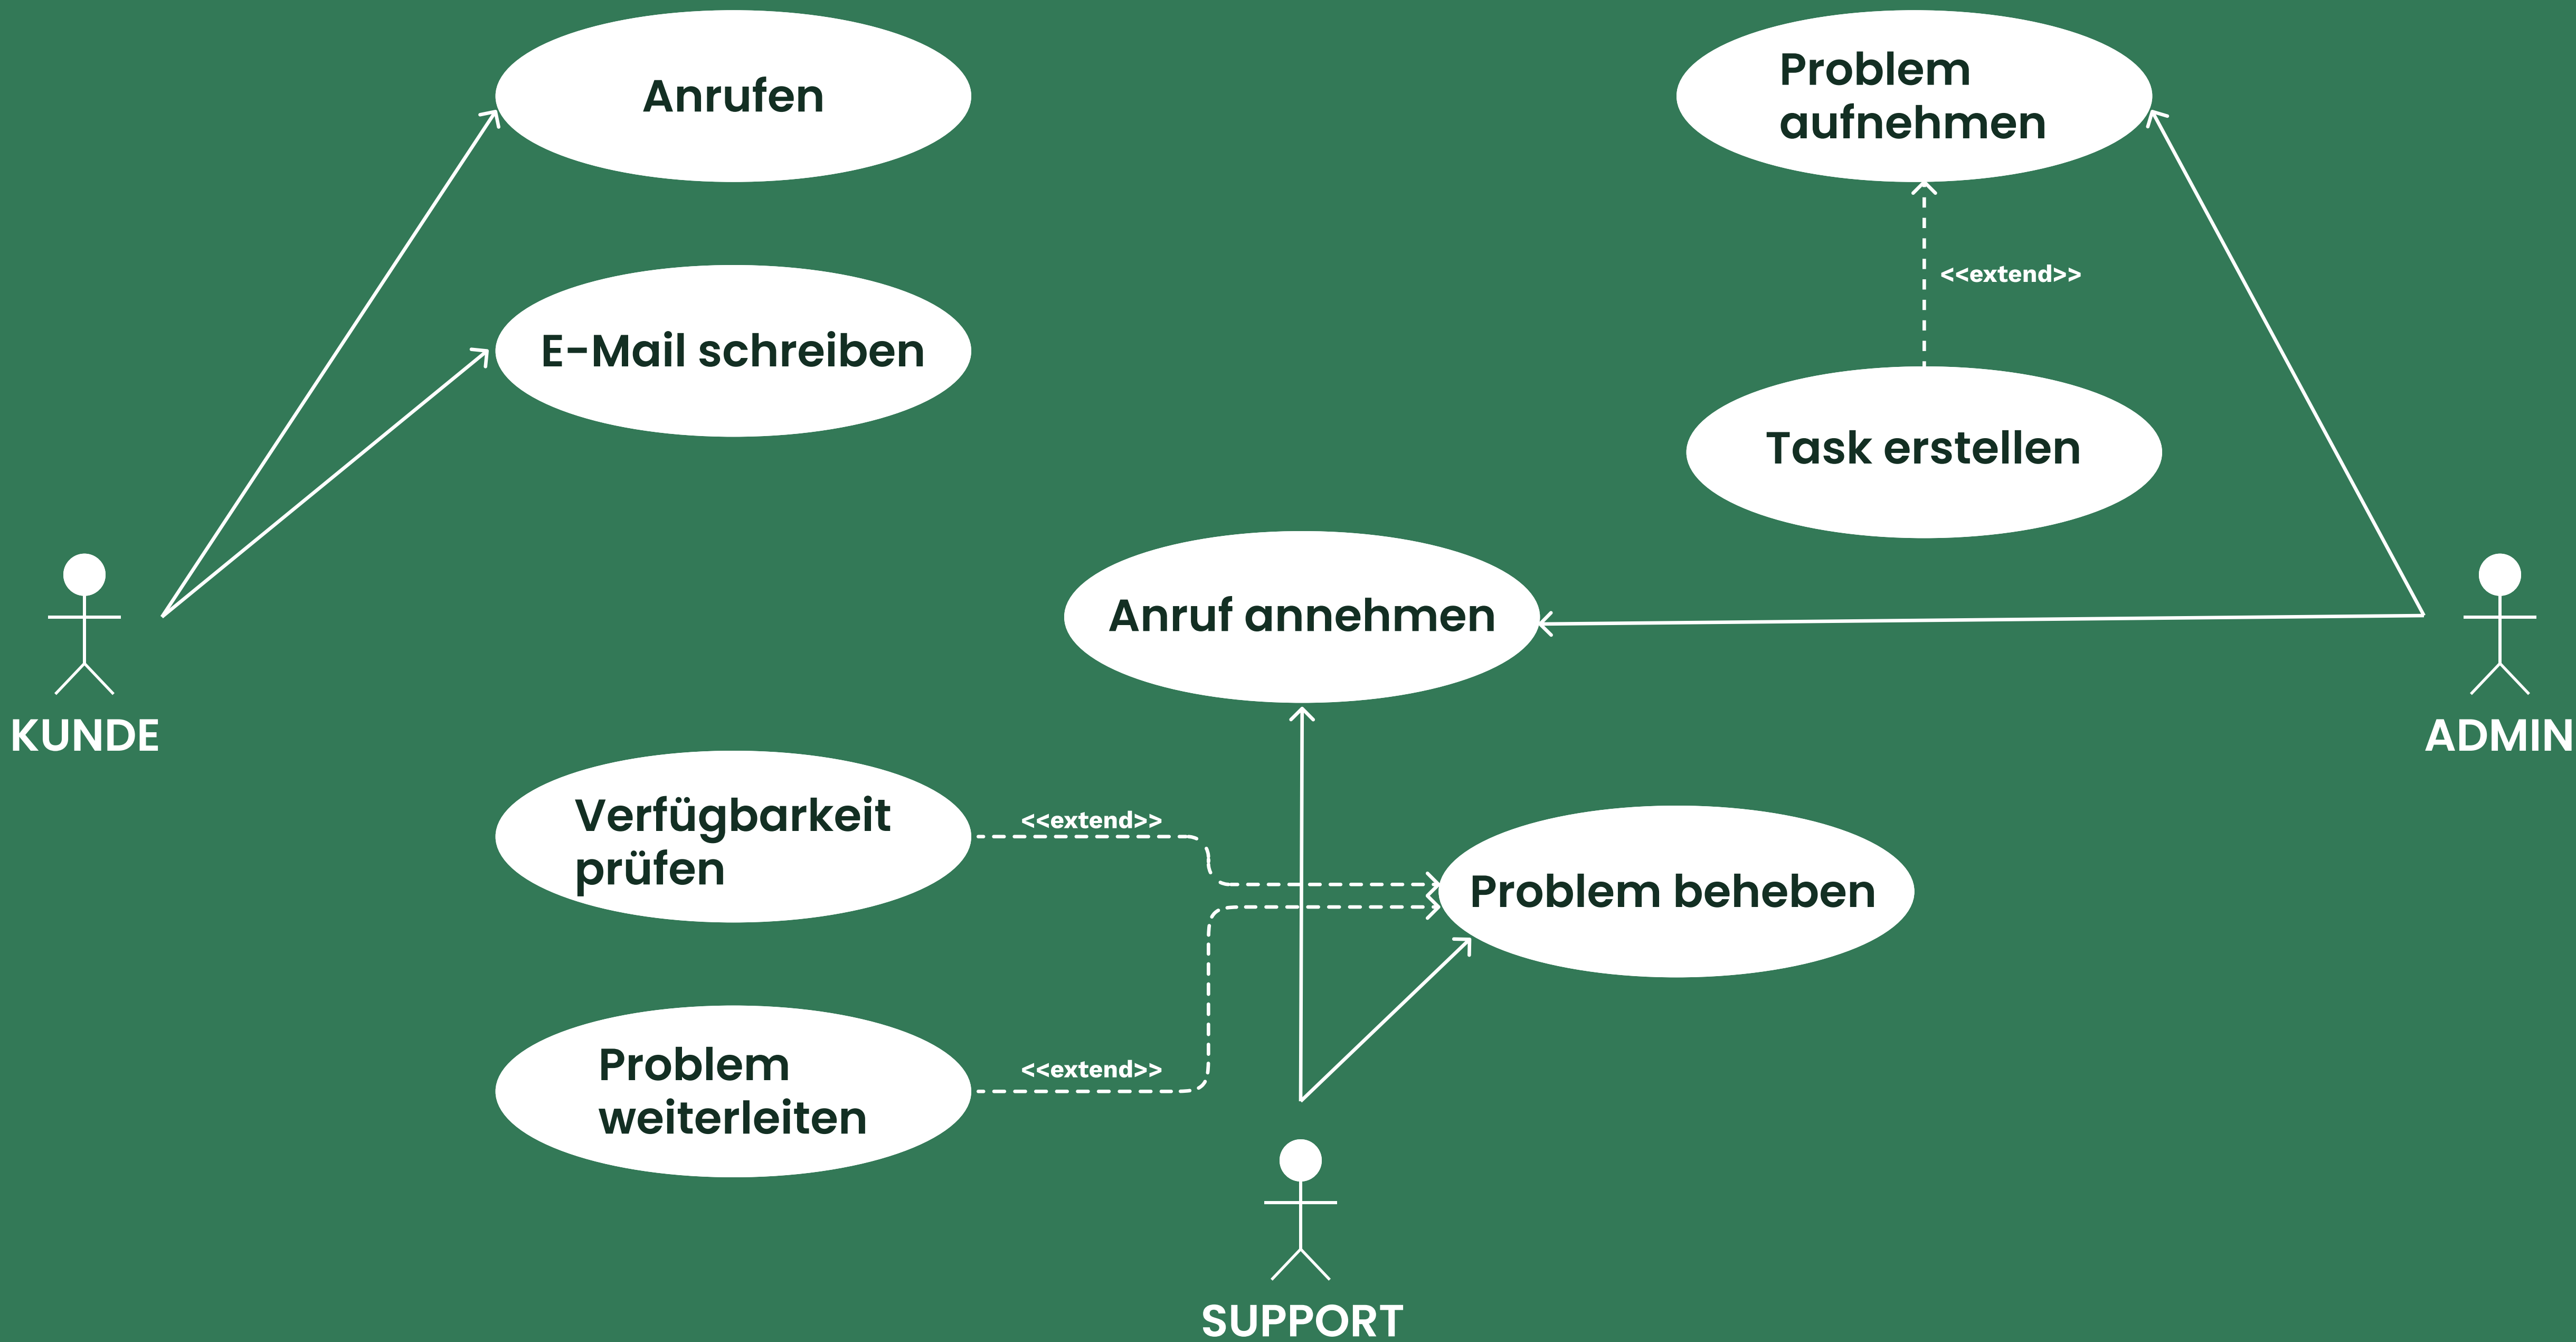 Anrufen
Problem
aufnehmen
<<extend>>
E-Mail schreiben
Task erstellen
Anruf annehmen
KUNDE
ADMIN
Verfügbarkeit
prüfen
<<extend>>
Problem beheben
Problem
weiterleiten
<<extend>>
SUPPORT